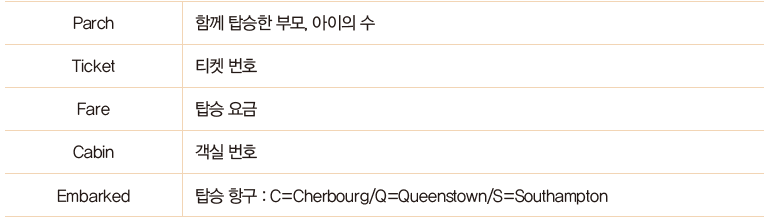 Parch 함께 탑승한 부모, 아이의 수
Ticket 티켓 번호
Fare 탑승 요금
Cabin 객실 번호
Embarked 탑승 항구 : C=Cherbourg/Q=Queenstown/S=Southampton